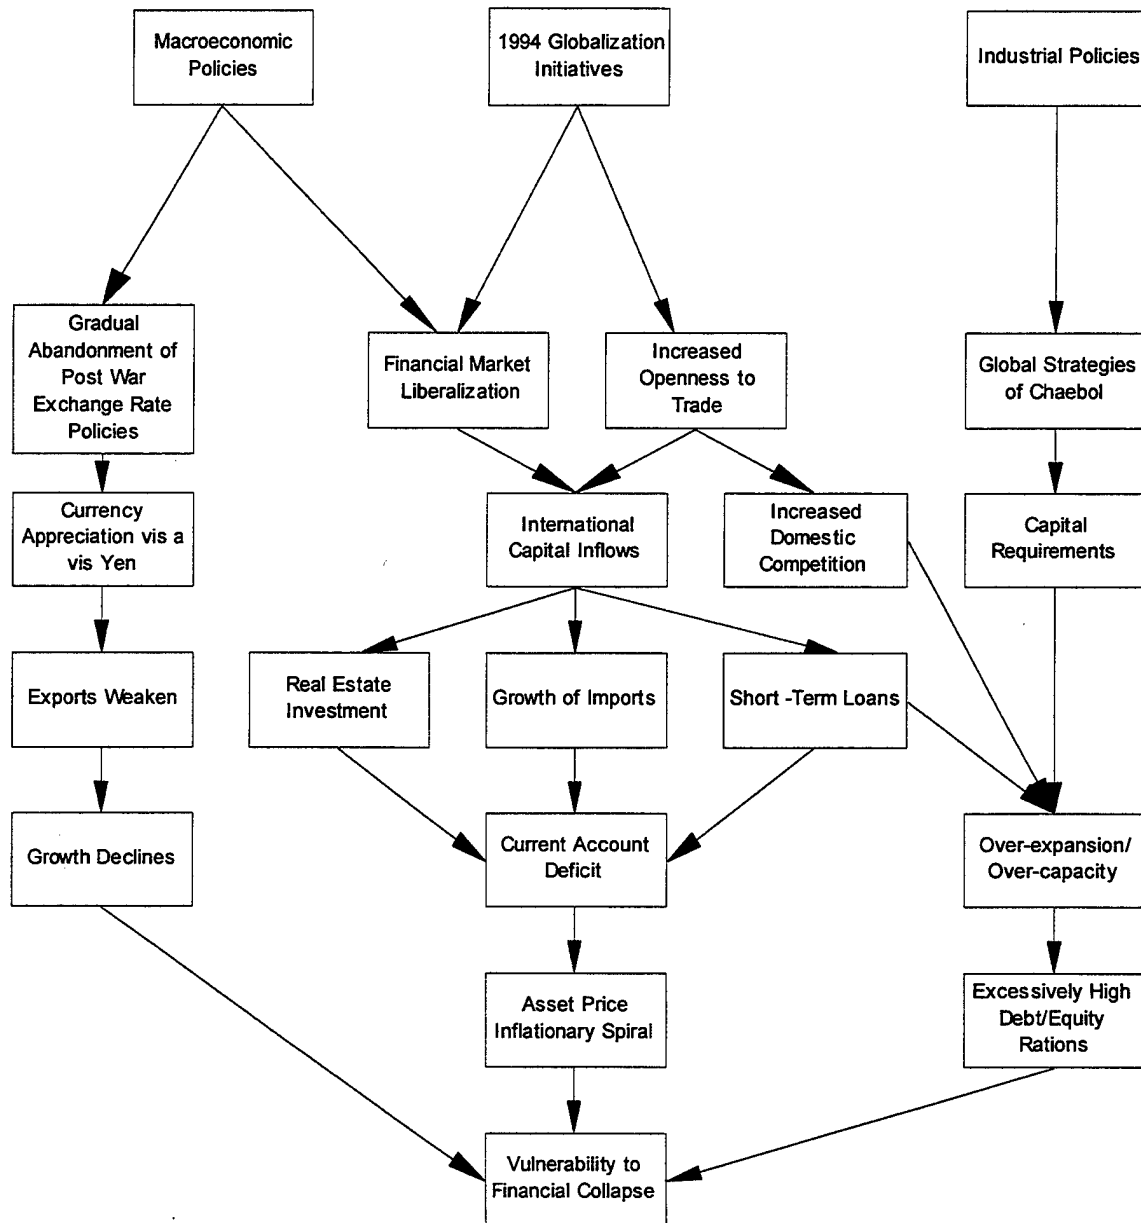 Macroeconomic
Policies
1994 Globalization
Initiatives
Industrial Policies
Gradual
Abandonment of
Post War
Exchange Rate
Policies
Financial Market
Liberalization
Increased
Openness to
Trade
Global Strategies
of Chaebol
Currency
Appreciation vis a
vis Yen
International
Capital Inflows
Increased
Domestic
Competition
Capital
Requirements
Exports Weaken
Real Estate
Investment
Growth of Imports
Short -Term Loans
Growth Declines
Current Account
Deficit
Over-expansion/
Over-capacity
Asset Price
Inflationary Spiral
Excessively High
Debt/Equity
Rations
Vulnerability to
Financial Collapse